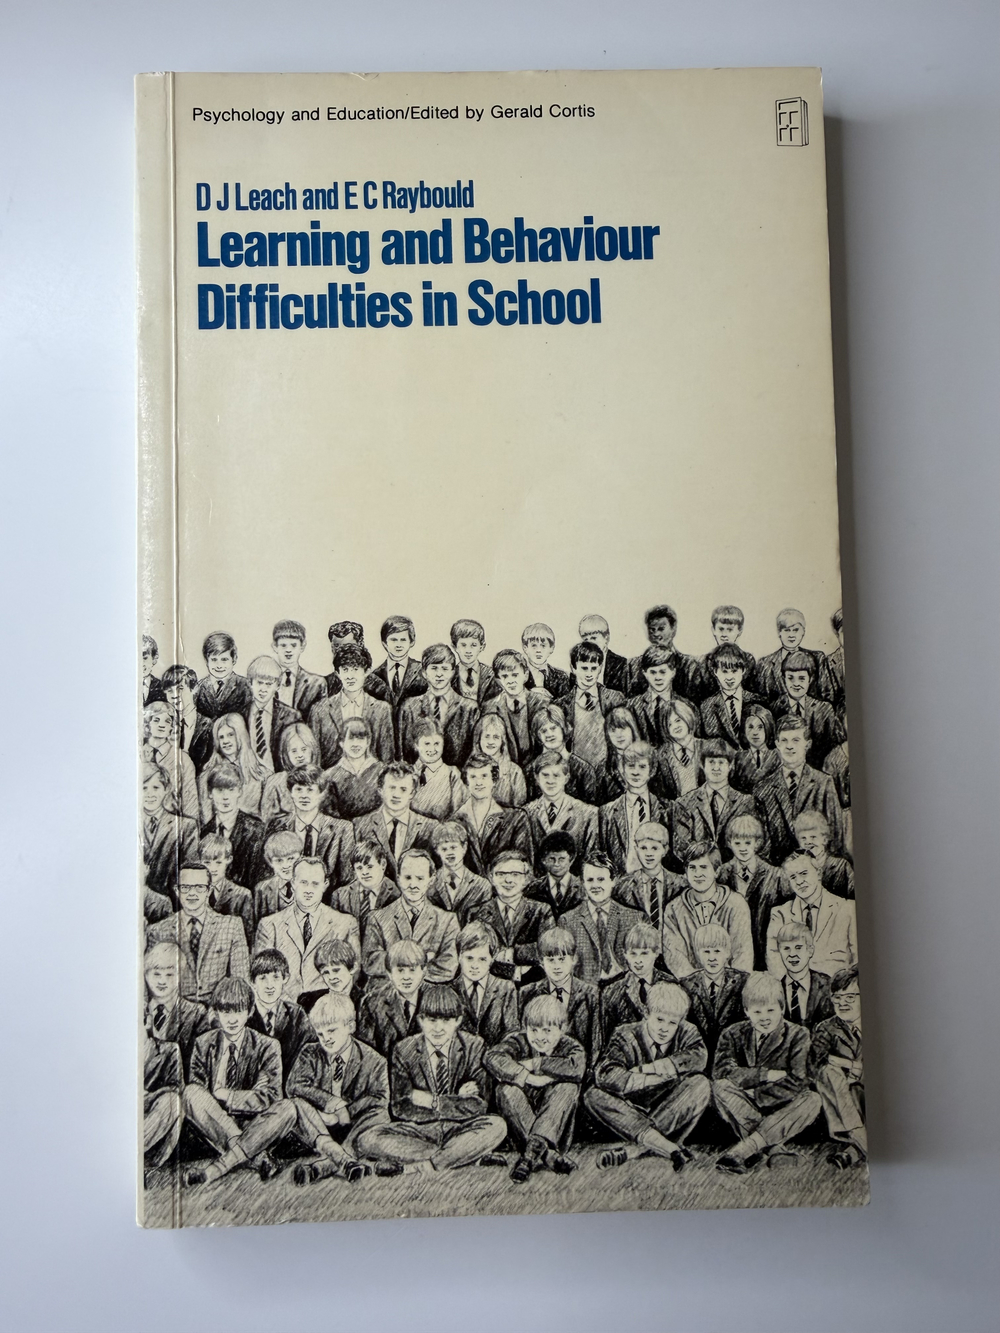 Psychology and Education/Edited by Gerald Cortis
D J Leach and E C Raybould
Learning and Behaviour
Difficulties in School